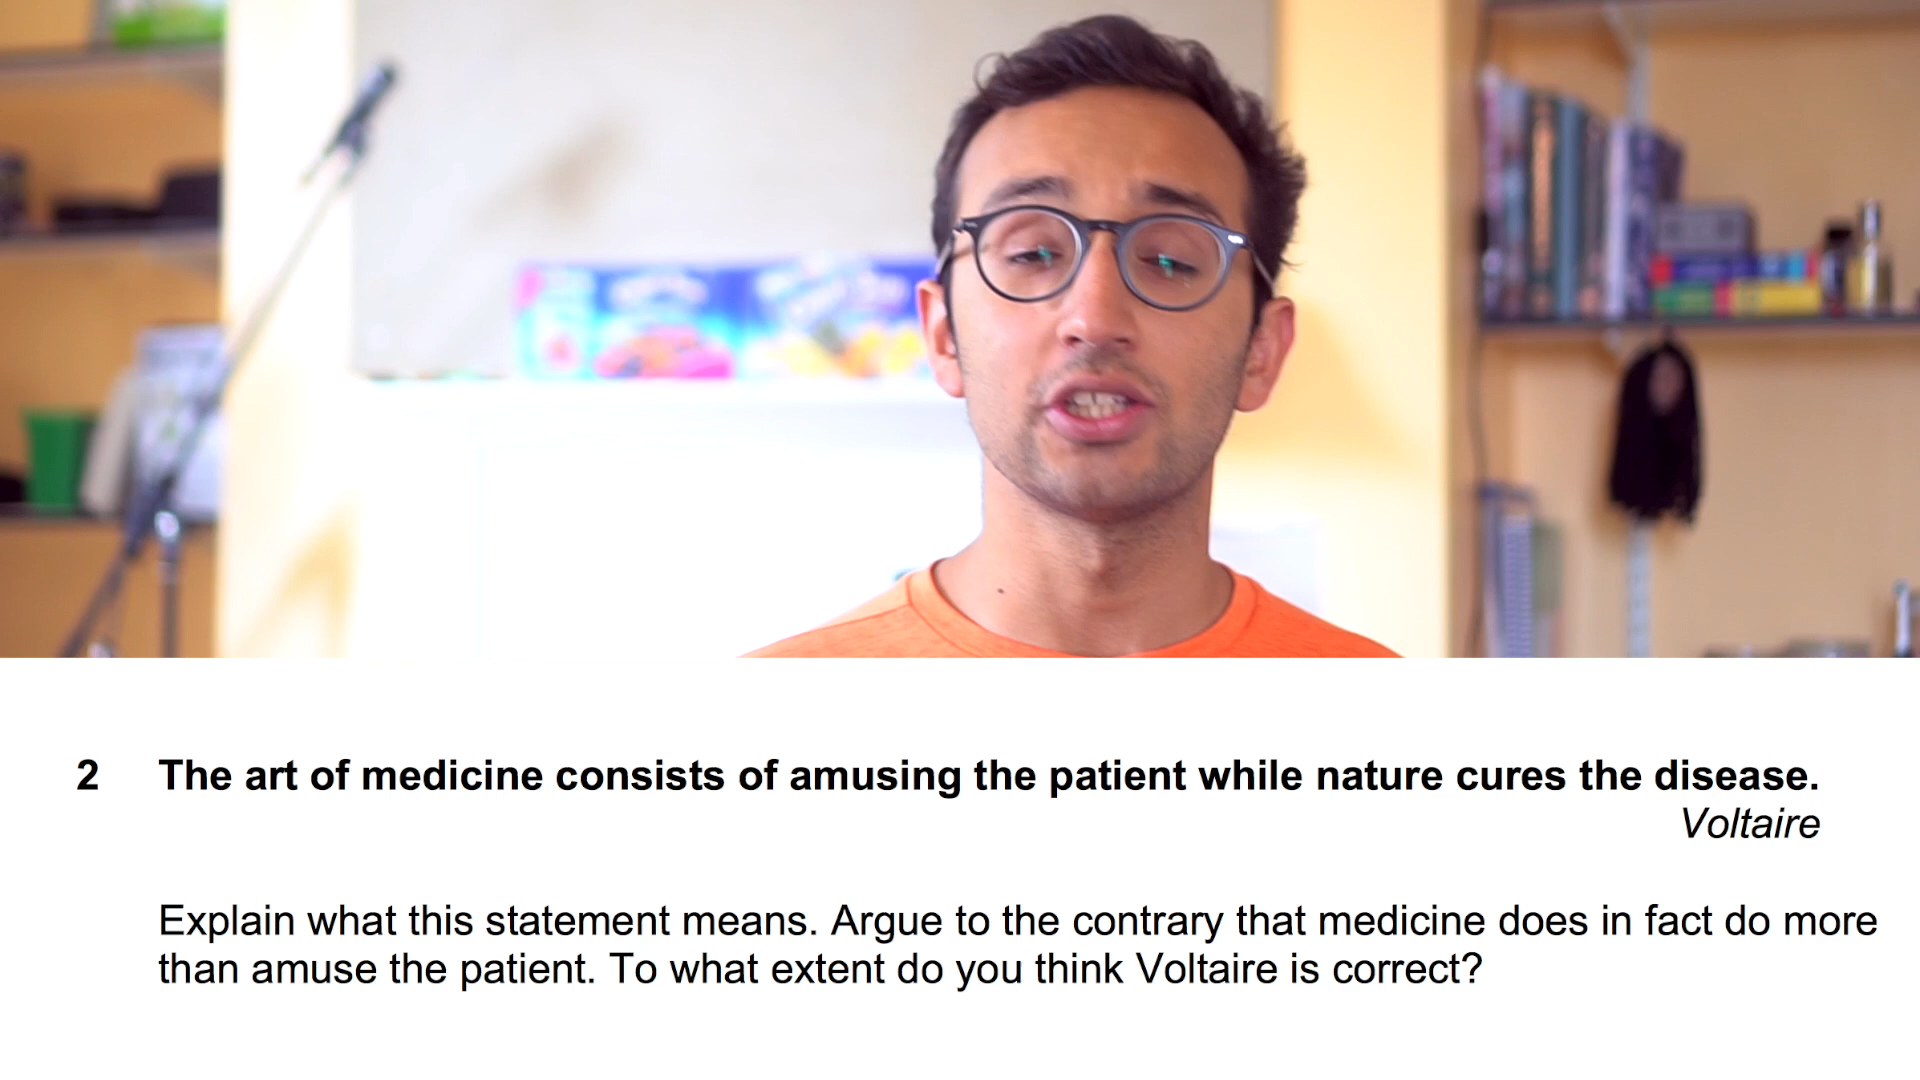 2 The art of medicine consists of amusing the patient while nature cures the disease.
Voltaire
Explain what this statement means. Argue to the contrary that medicine does in fact do more
than amuse the patient. To what extent do you think Voltaire is correct?